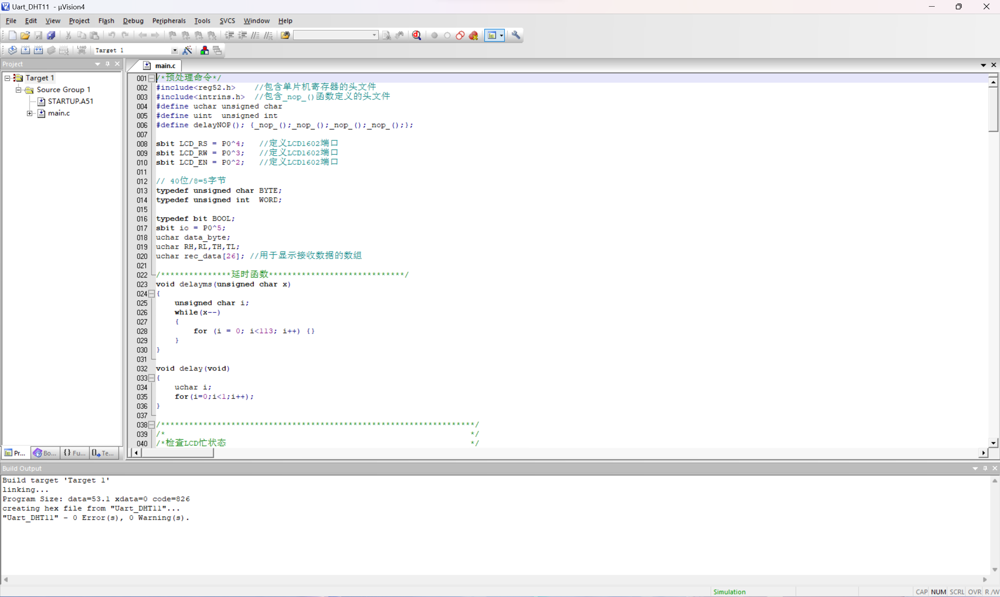 Uart_DHT11 - µVision4
File Edit View Project Flash Debug Peripherals Tools SVCS Window Help
LOAD Target 1
Project
Target 1
Source Group 1
STARTUP.A51
main.c
Pr... Bo... {} Fu... 0 Te...
main.c
001 /*预处理命令*/
002 #include<reg52.h>    //包含单片机寄存器的头文件
003 #include<intrins.h>  //包含_nop_()函数定义的头文件
004 #define uchar unsigned char
005 #define uint  unsigned int
006 #define delayNOP(); {_nop_();_nop_();_nop_();_nop_();};
007
008 sbit LCD_RS = P0^4;   //定义LCD1602端口
009 sbit LCD_RW = P0^3;   //定义LCD1602端口
010 sbit LCD_EN = P0^2;   //定义LCD1602端口
011
012 // 40位/8=5字节
013 typedef unsigned char BYTE;
014 typedef unsigned int  WORD;
015
016 typedef bit BOOL;
017 sbit io = P0^5;
018 uchar data_byte;
019 uchar RH,RL,TH,TL;
020 uchar rec_data[26]; //用于显示接收数据的数组
021
022 /***************延时函数*****************************/
023 void delayms(unsigned char x)
024 {
025     unsigned char i;
026     while(x--)
027     {
028         for (i = 0; i<113; i++) {}
029     }
030 }
031
032 void delay(void)
033 {
034     uchar i;
035     for(i=0;i<1;i++);
036 }
037
038 /*******************************************************************/
039 /*                                                                 */
040 /*检查LCD忙状态                                                    */
Build Output
Build target 'Target 1'
linking...
Program Size: data=53.1 xdata=0 code=826
creating hex file from "Uart_DHT11"...
"Uart_DHT11" - 0 Error(s), 0 Warning(s).
Simulation CAP NUM SCRL OVR R/W